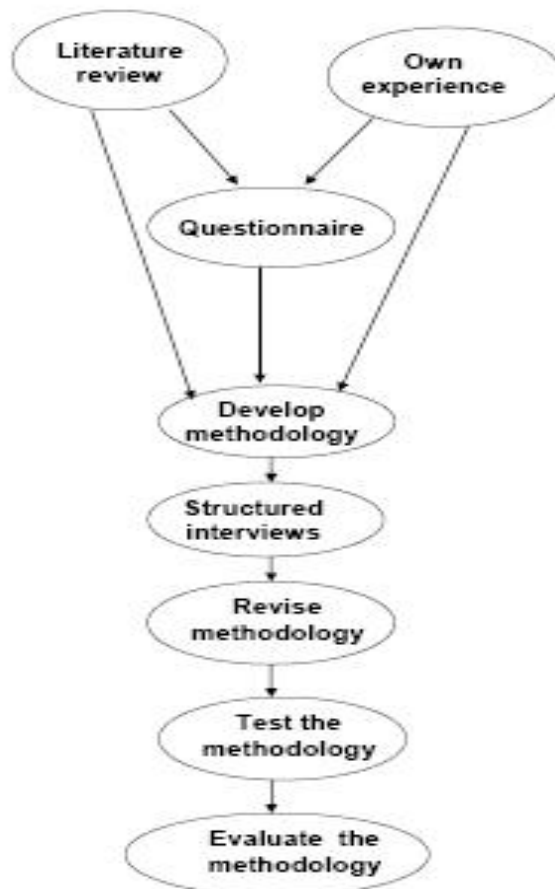 Literature
review
Own
experience
Questionnaire
Develop
methodology
Structured
interviews
Revise
methodology
Test the
methodology
Evaluate the
methodology